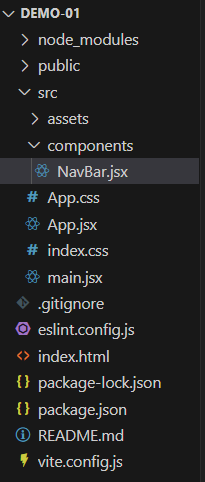 DEMO-01
node_modules
public
src
assets
components
NavBar.jsx
# App.css
App.jsx
# index.css
main.jsx
.gitignore
eslint.config.js
<> index.html
{} package-lock.json
{} package.json
README.md
vite.config.js